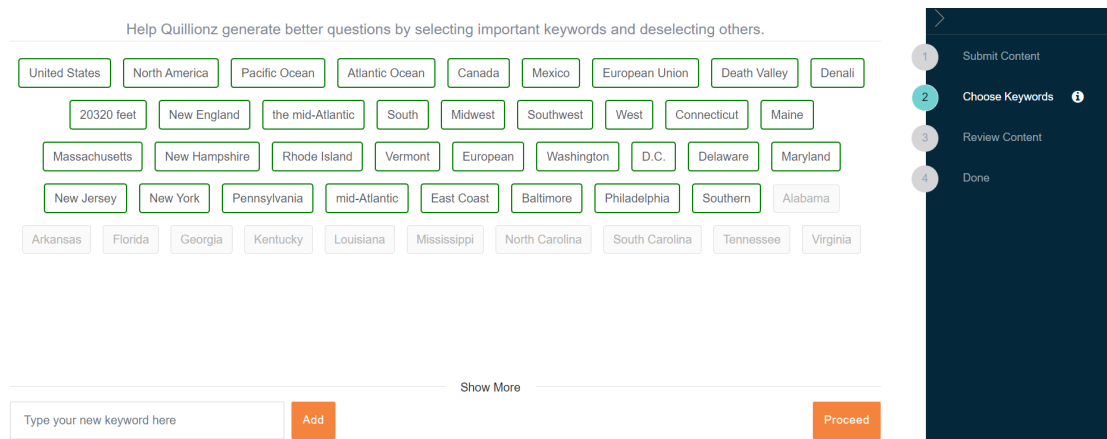 Help Quillionz generate better questions by selecting important keywords and deselecting others.
United States North America Pacific Ocean Atlantic Ocean Canada Mexico European Union Death Valley Denali
20320 feet New England the mid-Atlantic South Midwest Southwest West Connecticut Maine
Massachusetts New Hampshire Rhode Island Vermont European Washington D.C. Delaware Maryland
New Jersey New York Pennsylvania mid-Atlantic East Coast Baltimore Philadelphia Southern Alabama
Arkansas Florida Georgia Kentucky Louisiana Mississippi North Carolina South Carolina Tennessee Virginia
Show More
Type your new keyword here Add Proceed
1 Submit Content
2 Choose Keywords
3 Review Content
4 Done